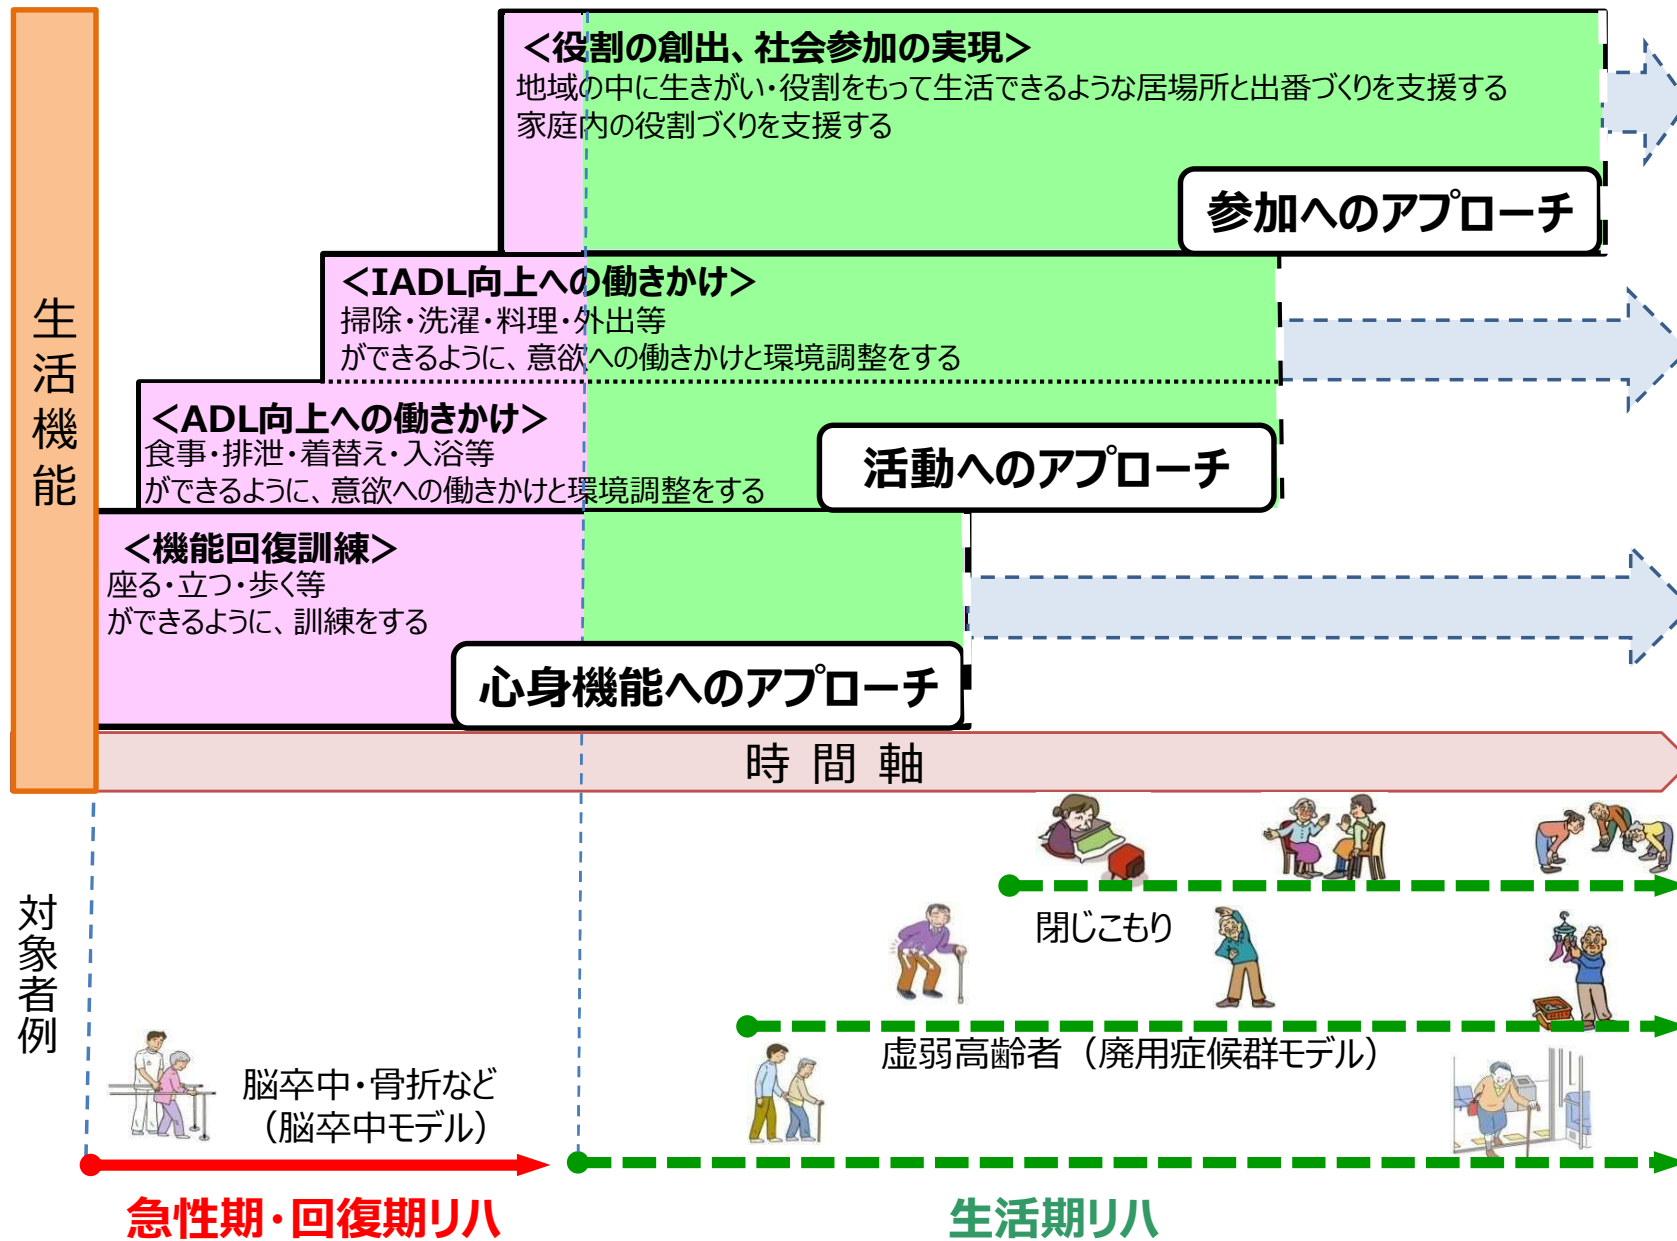 生活機能
＜役割の創出、社会参加の実現＞
地域の中に生きがい・役割をもって生活できるような居場所と出番づくりを支援する
家庭内の役割づくりを支援する
参加へのアプローチ
＜IADL向上への働きかけ＞
掃除・洗濯・料理・外出等
ができるように、意欲への働きかけと環境調整をする
＜ADL向上への働きかけ＞
食事・排泄・着替え・入浴等
ができるように、意欲への働きかけと環境調整をする
活動へのアプローチ
＜機能回復訓練＞
座る・立つ・歩く等
ができるように、訓練をする
心身機能へのアプローチ
時間軸
対象者例
閉じこもり
虚弱高齢者（廃用症候群モデル）
脳卒中・骨折など
（脳卒中モデル）
急性期・回復期リハ
生活期リハ